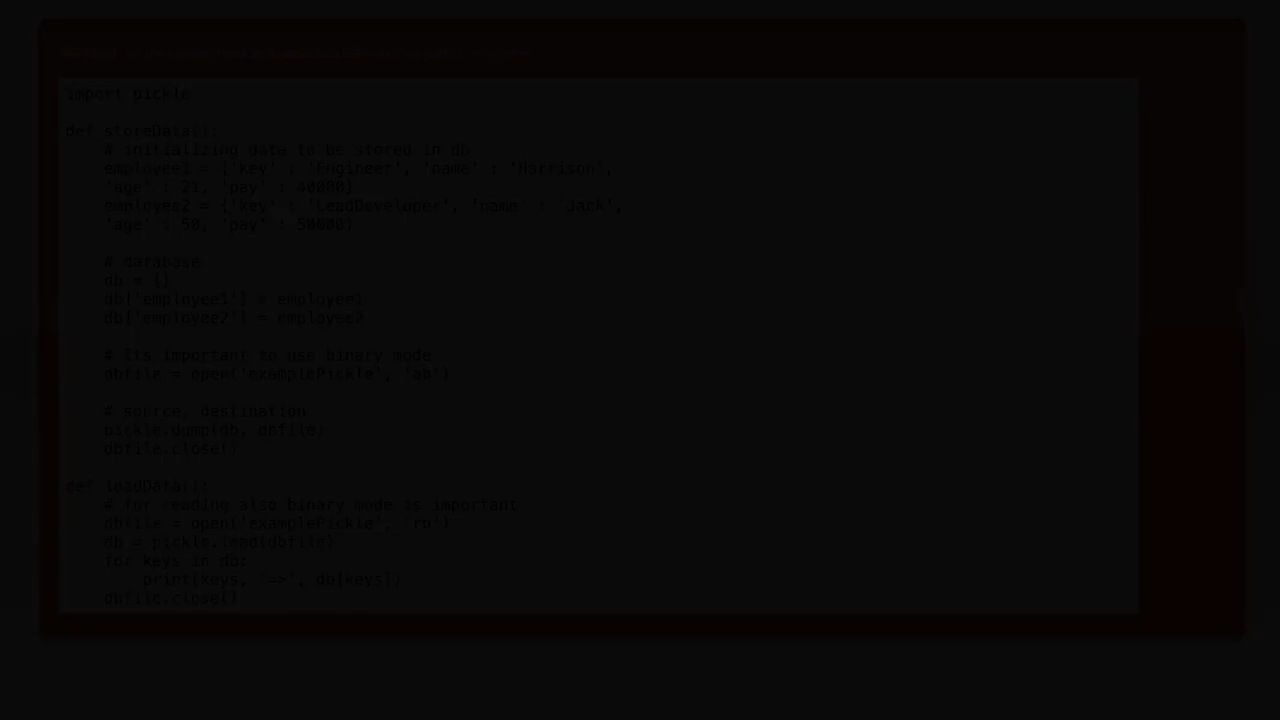 import pickle
def storeData():
# initializing data to be stored in db
employee1 = {'key' : 'Engineer', 'name' : 'Harrison',
'age' : 21, 'pay' : 40000}
employee2 = {'key' : 'LeadDeveloper', 'name' : 'Jack',
'age' : 50, 'pay' : 50000}
# database
db = {}
db['employee1'] = employee1
db['employee2'] = employee2
# Its important to use binary mode
dbfile = open('examplePickle', 'ab')
# source, destination
pickle.dump(db, dbfile)
dbfile.close()
def loadData():
# for reading also binary mode is important
dbfile = open('examplePickle', 'rb')
db = pickle.load(dbfile)
for keys in db:
print(keys, '=>', db[keys])
dbfile.close()